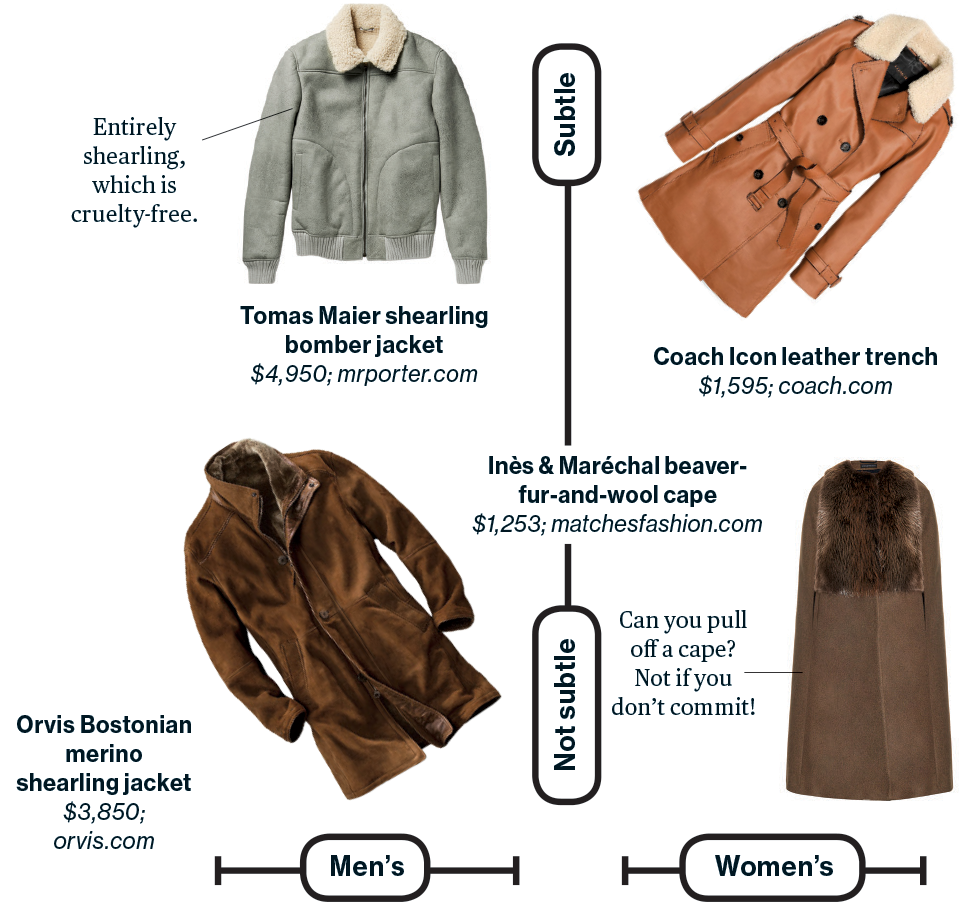 Subtle
Entirely
shearling,
which is
cruelty-free.
Tomas Maier shearling
bomber jacket
$4,950; mrporter.com
Coach Icon leather trench
$1,595; coach.com
Inès & Maréchal beaver-
fur-and-wool cape
$1,253; matchesfashion.com
Can you pull
off a cape?
Not if you
don’t commit!
Not subtle
Orvis Bostonian
merino
shearling jacket
$3,850;
orvis.com
Men’s
Women’s